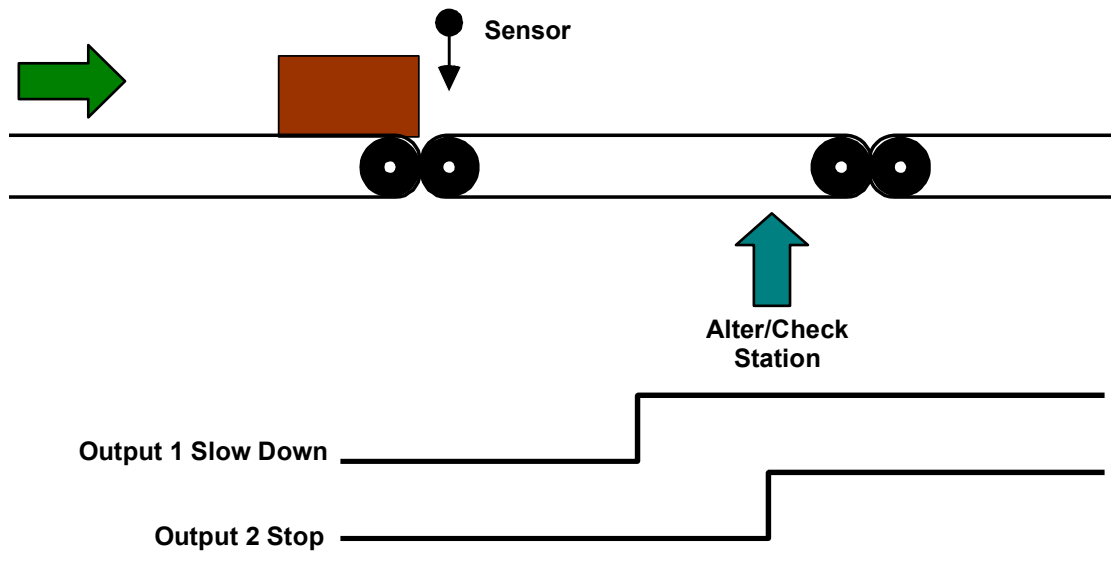 Sensor
Alter/Check
Station
Output 1 Slow Down
Output 2 Stop